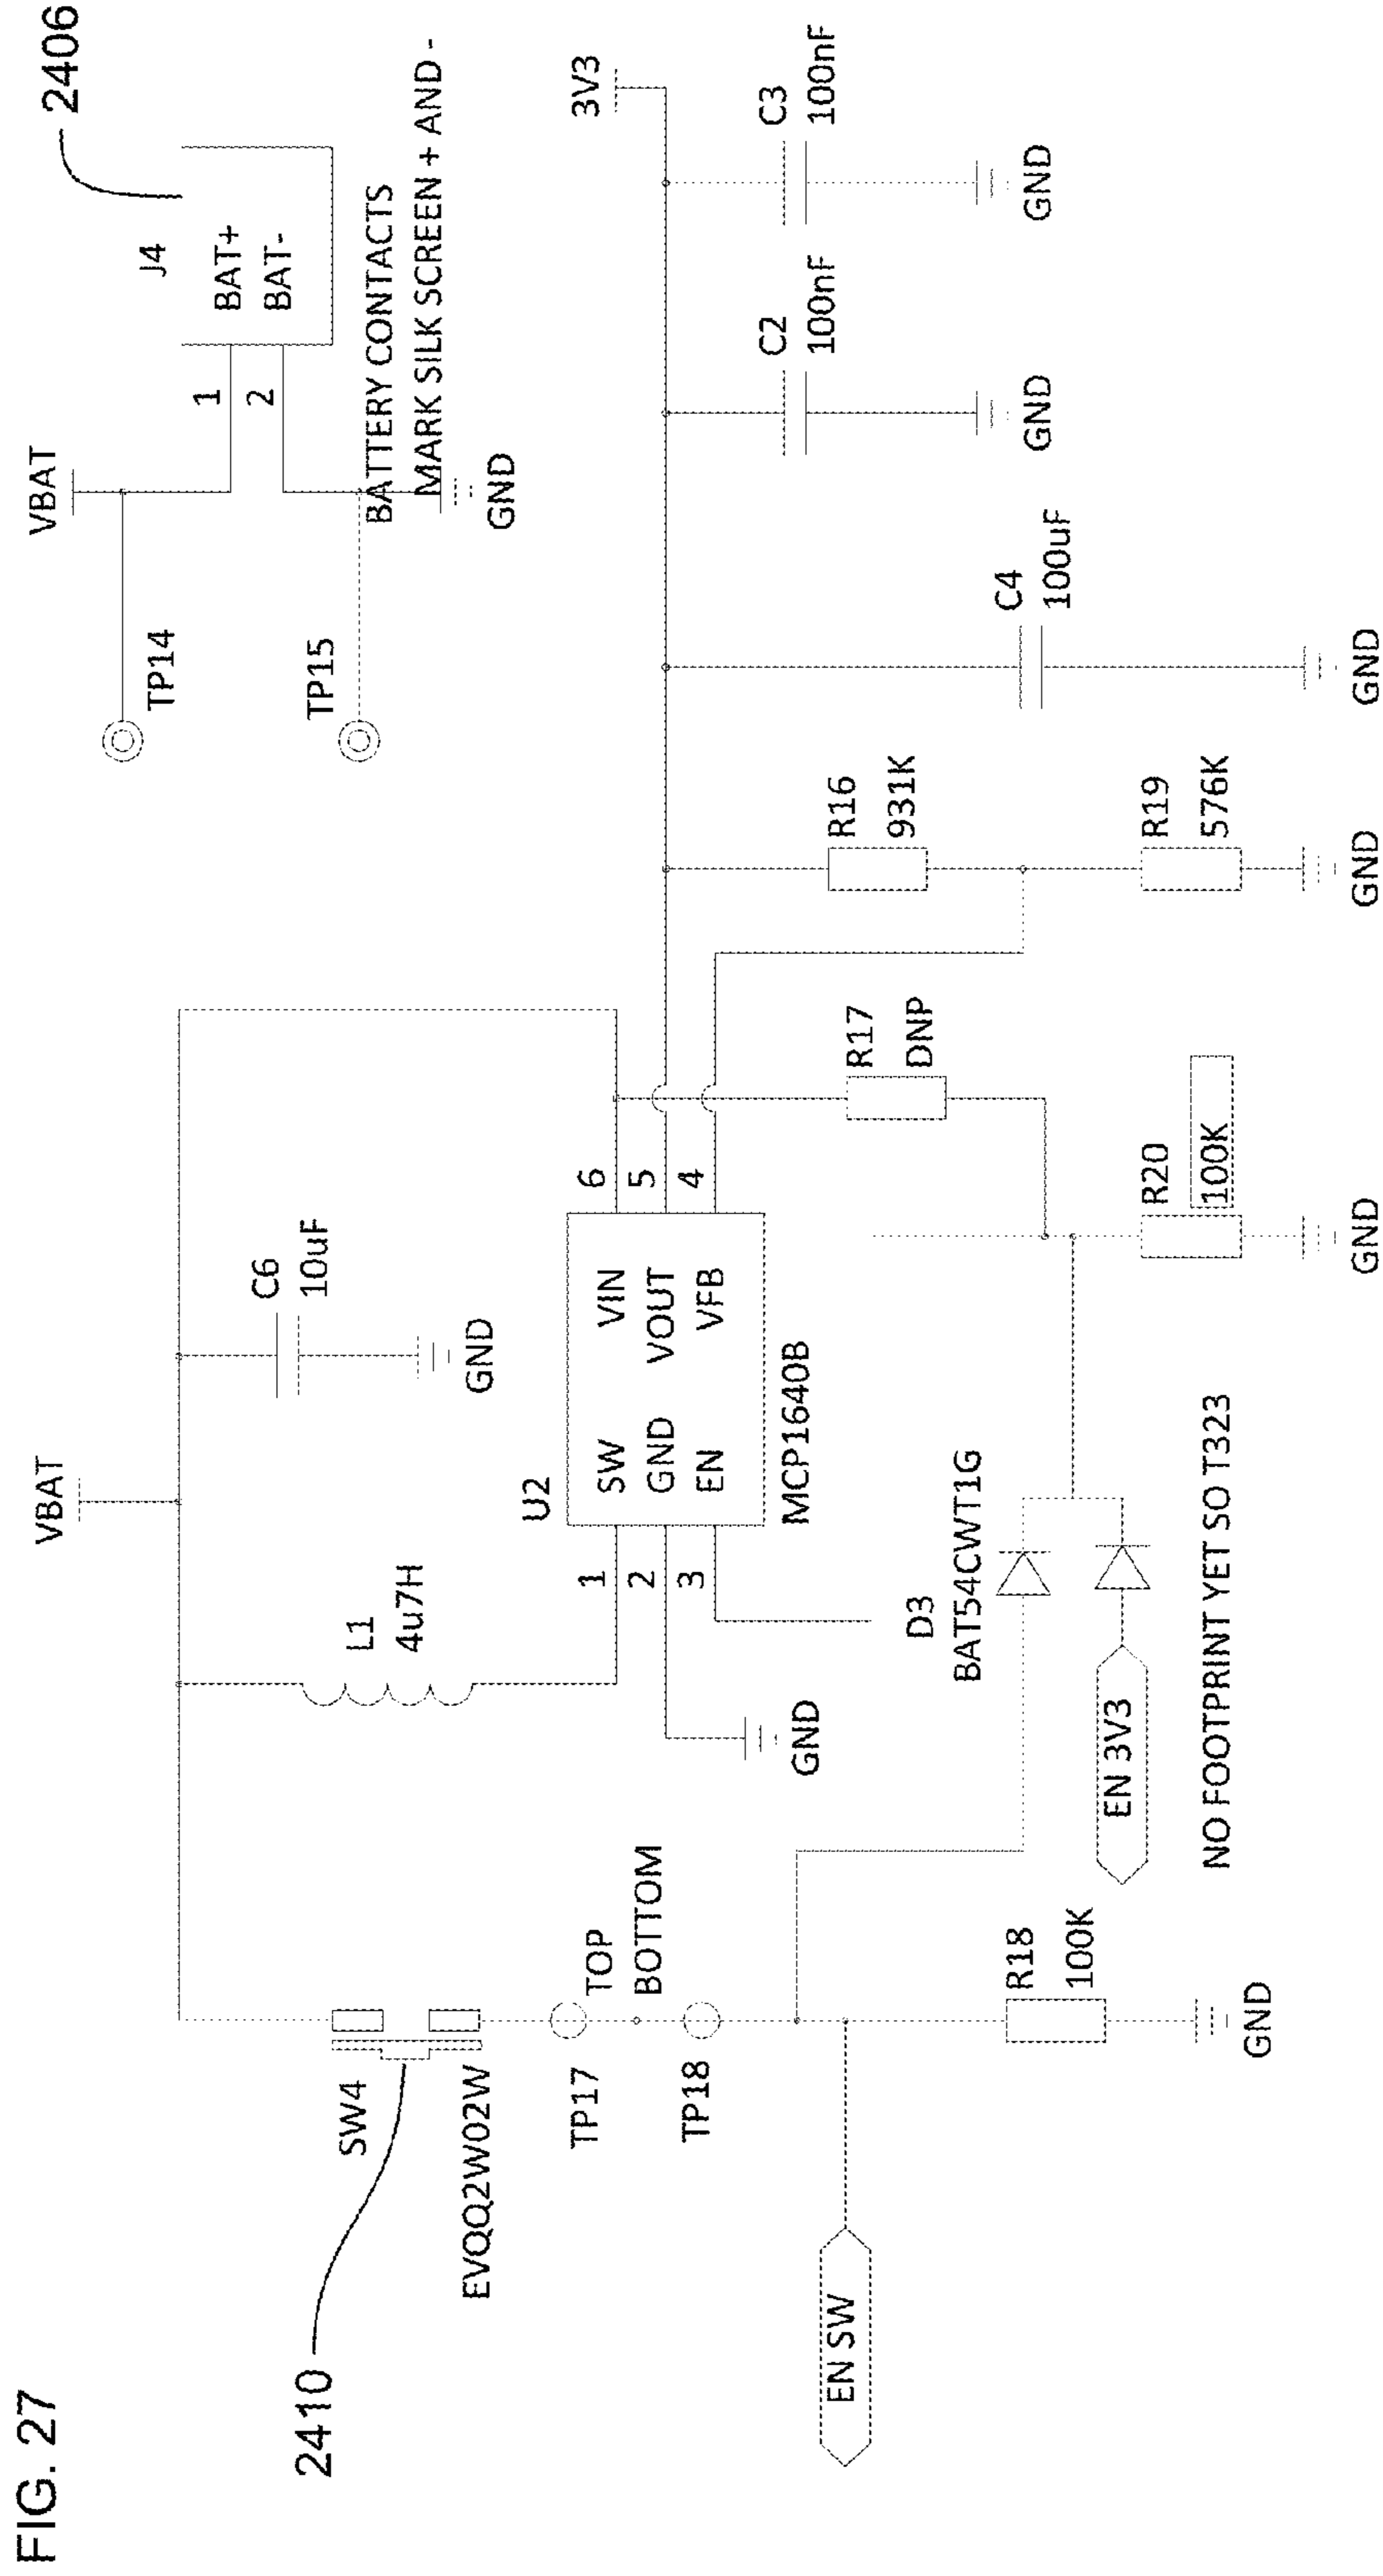 FIG. 27
2410
SW4
EVQQ2W02W
TP17
TOP
BOTTOM
TP18
EN SW
R18
100K
GND
VBAT
L1
4u7H
C6
10uF
GND
U2
1
2
3
SW
GND
EN
VIN
VOUT
VFB
6
5
4
MCP1640B
GND
D3
BAT54CWT1G
EN 3V3
NO FOOTPRINT YET SO T323
R17
DNP
R20
100K
GND
R16
931K
R19
576K
GND
C4
100uF
GND
C2
100nF
GND
C3
100nF
GND
3V3
VBAT
TP14
TP15
1
2
J4
BAT+
BAT-
2406
BATTERY CONTACTS
MARK SILK SCREEN + AND -
GND